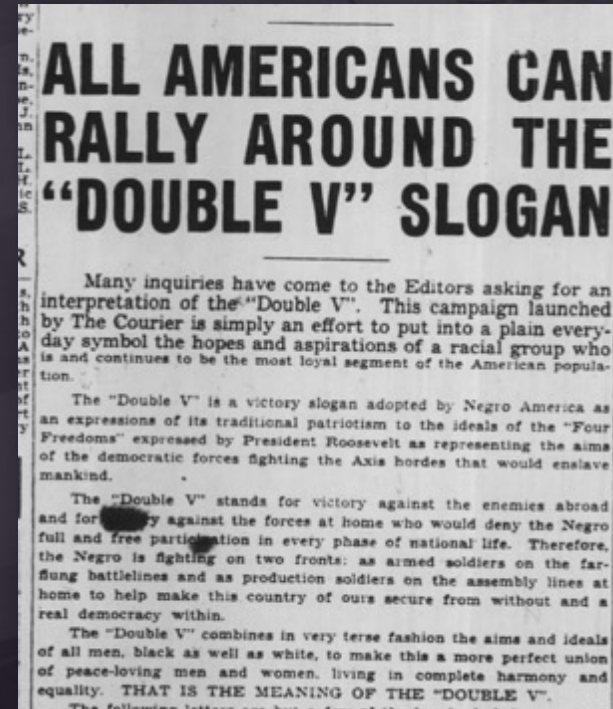 ALL AMERICANS CAN
RALLY AROUND THE
"DOUBLE V" SLOGAN
Many inquiries have come to the Editors asking for an
interpretation of the "Double V". This campaign launched
by The Courier is simply an effort to put into a plain every-
day symbol the hopes and aspirations of a racial group who
is and continues to be the most loyal segment of the American popula-
tion.
The "Double V" is a victory slogan adopted by Negro America as
an expressions of its traditional patriotism to the ideals of the "Four
Freedoms" expressed by President Roosevelt as representing the aims
of the democratic forces fighting the Axis hordes that would enslave
mankind.
The "Double V" stands for victory against the enemies abroad
and for against the forces at home who would deny the Negro
full and free participation in every phase of national life. Therefore,
the Negro is fighting on two fronts: as armed soldiers on the far-
flung battlelines and as production soldiers on the assembly lines at
home to help make this country of ours secure from without and a
real democracy within.
The "Double V" combines in very terse fashion the aims and ideals
of all men, black as well as white, to make this a more perfect union
of peace-loving men and women, living in complete harmony and
equality. THAT IS THE MEANING OF THE "DOUBLE V".